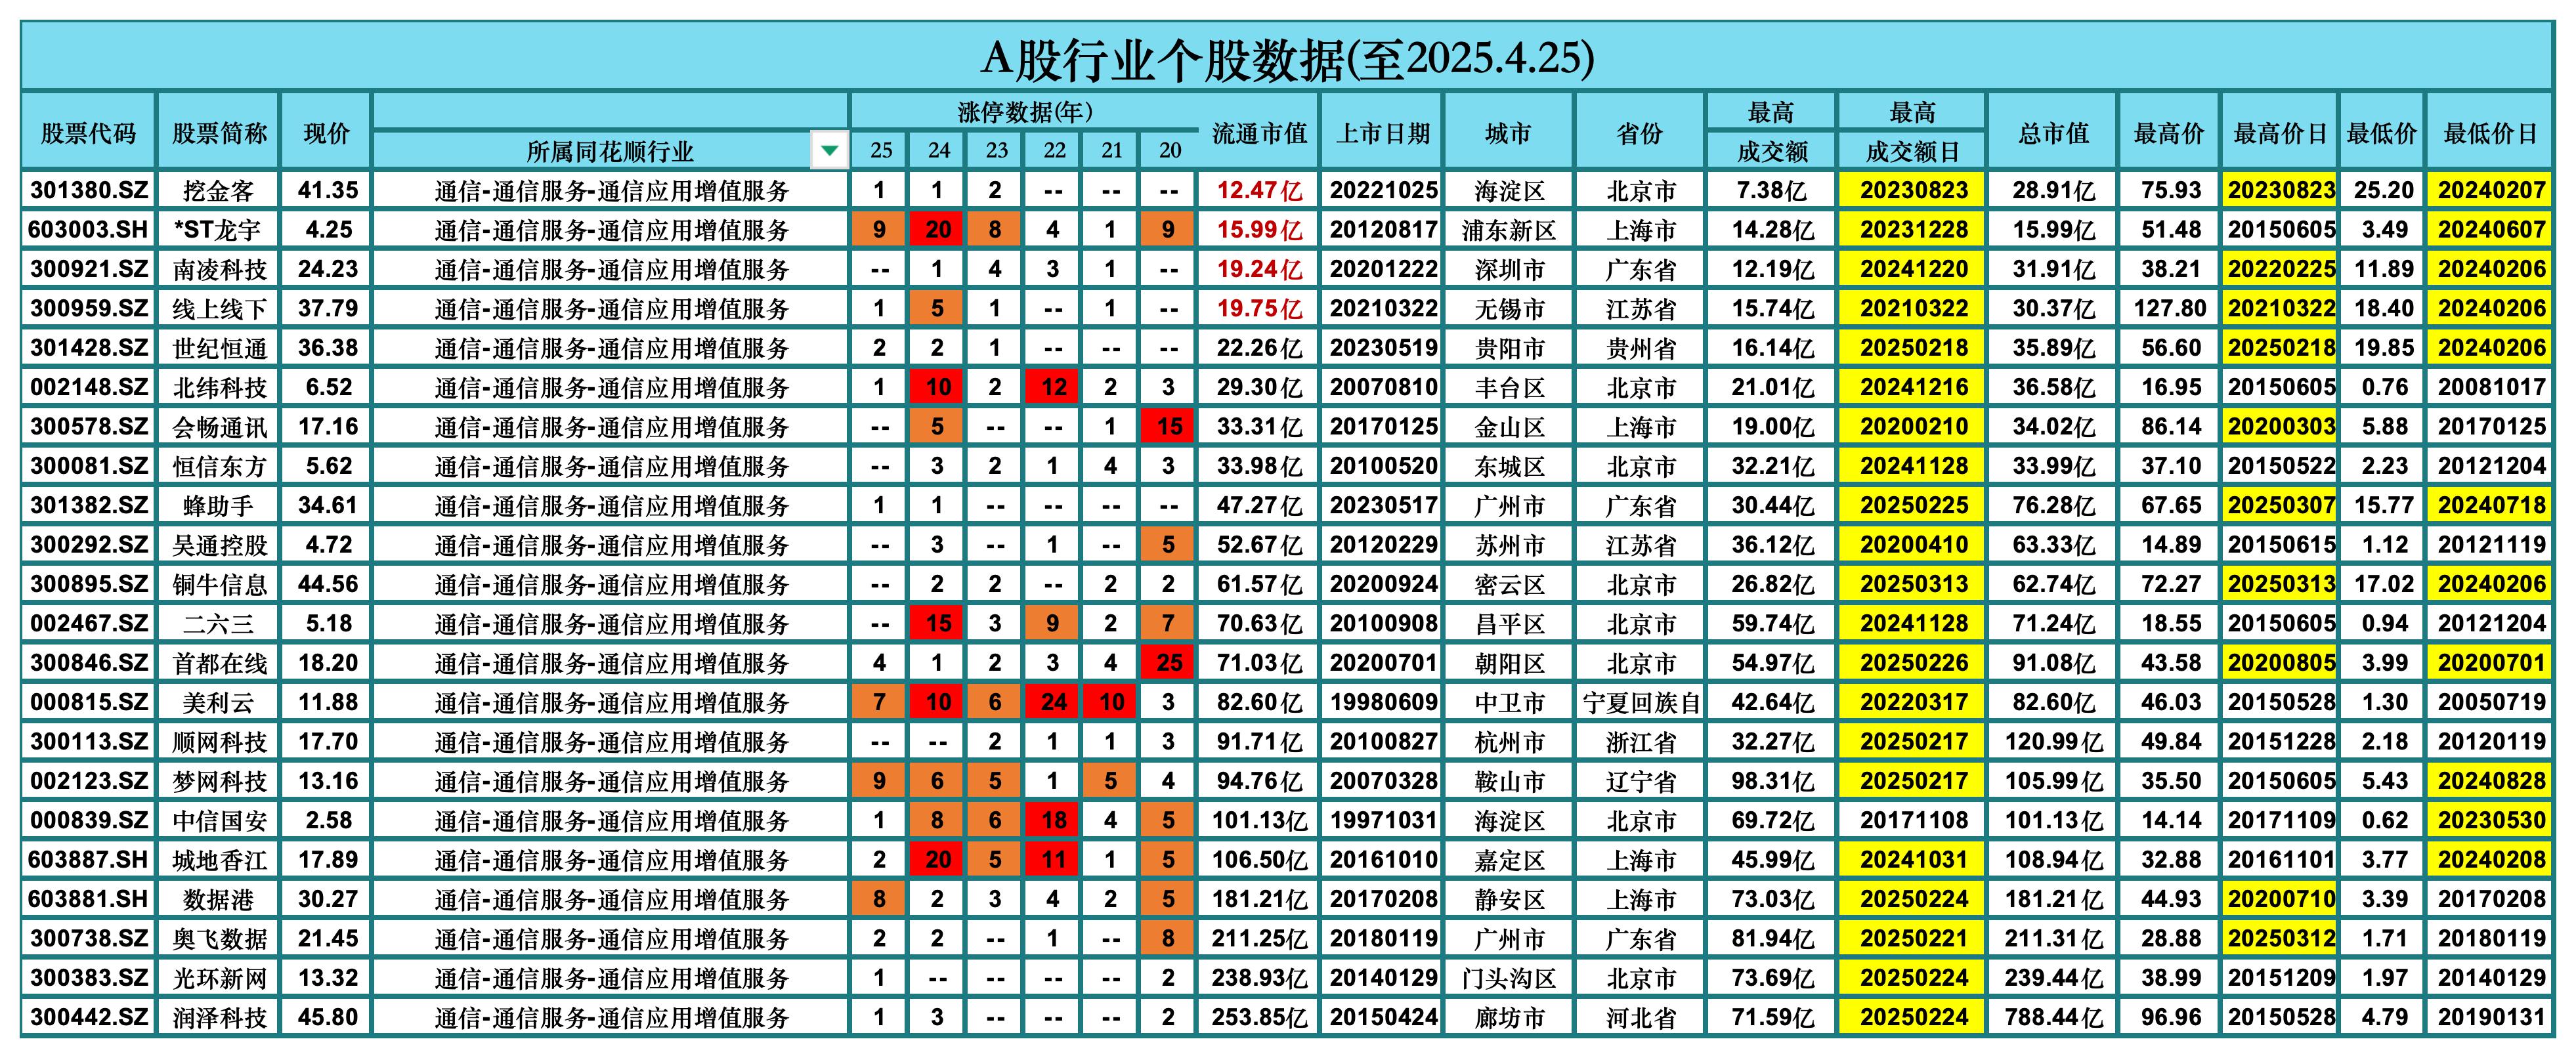 A股行业个股数据(至2025.4.25)
股票代码 股票简称 现价 所属同花顺行业 涨停数据(年) 流通市值 上市日期 城市 省份 最高 最高 总市值 最高价 最高价日 最低价 最低价日
25 24 23 22 21 20 成交额 成交额日
301380.SZ 挖金客 41.35 通信-通信服务-通信应用增值服务 1 1 2 -- -- -- 12.47亿 20221025 海淀区 北京市 7.38亿 20230823 28.91亿 75.93 20230823 25.20 20240207
603003.SH *ST龙宇 4.25 通信-通信服务-通信应用增值服务 9 20 8 4 1 9 15.99亿 20120817 浦东新区 上海市 14.28亿 20231228 15.99亿 51.48 20150605 3.49 20240607
300921.SZ 南凌科技 24.23 通信-通信服务-通信应用增值服务 -- 1 4 3 1 -- 19.24亿 20201222 深圳市 广东省 12.19亿 20241220 31.91亿 38.21 20220225 11.89 20240206
300959.SZ 线上线下 37.79 通信-通信服务-通信应用增值服务 1 5 1 -- 1 -- 19.75亿 20210322 无锡市 江苏省 15.74亿 20210322 30.37亿 127.80 20210322 18.40 20240206
301428.SZ 世纪恒通 36.38 通信-通信服务-通信应用增值服务 2 2 1 -- -- -- 22.26亿 20230519 贵阳市 贵州省 16.14亿 20250218 35.89亿 56.60 20250218 19.85 20240206
002148.SZ 北纬科技 6.52 通信-通信服务-通信应用增值服务 1 10 2 12 2 3 29.30亿 20070810 丰台区 北京市 21.01亿 20241216 36.58亿 16.95 20150605 0.76 20081017
300578.SZ 会畅通讯 17.16 通信-通信服务-通信应用增值服务 -- 5 -- -- 1 15 33.31亿 20170125 金山区 上海市 19.00亿 20200210 34.02亿 86.14 20200303 5.88 20170125
300081.SZ 恒信东方 5.62 通信-通信服务-通信应用增值服务 -- 3 2 1 4 3 33.98亿 20100520 东城区 北京市 32.21亿 20241128 33.99亿 37.10 20150522 2.23 20121204
301382.SZ 蜂助手 34.61 通信-通信服务-通信应用增值服务 1 1 -- -- -- -- 47.27亿 20230517 广州市 广东省 30.44亿 20250225 76.28亿 67.65 20250307 15.77 20240718
300292.SZ 吴通控股 4.72 通信-通信服务-通信应用增值服务 -- 3 -- 1 -- 5 52.67亿 20120229 苏州市 江苏省 36.12亿 20200410 63.33亿 14.89 20150615 1.12 20121119
300895.SZ 铜牛信息 44.56 通信-通信服务-通信应用增值服务 -- 2 2 -- 2 2 61.57亿 20200924 密云区 北京市 26.82亿 20250313 62.74亿 72.27 20250313 17.02 20240206
002467.SZ 二六三 5.18 通信-通信服务-通信应用增值服务 -- 15 3 9 2 7 70.63亿 20100908 昌平区 北京市 59.74亿 20241128 71.24亿 18.55 20150605 0.94 20121204
300846.SZ 首都在线 18.20 通信-通信服务-通信应用增值服务 4 1 2 3 4 25 71.03亿 20200701 朝阳区 北京市 54.97亿 20250226 91.08亿 43.58 20200805 3.99 20200701
000815.SZ 美利云 11.88 通信-通信服务-通信应用增值服务 7 10 6 24 10 3 82.60亿 19980609 中卫市 宁夏回族自 42.64亿 20220317 82.60亿 46.03 20150528 1.30 20050719
300113.SZ 顺网科技 17.70 通信-通信服务-通信应用增值服务 -- -- 2 1 1 3 91.71亿 20100827 杭州市 浙江省 32.27亿 20250217 120.99亿 49.84 20151228 2.18 20120119
002123.SZ 梦网科技 13.16 通信-通信服务-通信应用增值服务 9 6 5 1 5 4 94.76亿 20070328 鞍山市 辽宁省 98.31亿 20250217 105.99亿 35.50 20150605 5.43 20240828
000839.SZ 中信国安 2.58 通信-通信服务-通信应用增值服务 1 8 6 18 4 5 101.13亿 19971031 海淀区 北京市 69.72亿 20171108 101.13亿 14.14 20171109 0.62 20230530
603887.SH 城地香江 17.89 通信-通信服务-通信应用增值服务 2 20 5 11 1 5 106.50亿 20161010 嘉定区 上海市 45.99亿 20241031 108.94亿 32.88 20161101 3.77 20240208
603881.SH 数据港 30.27 通信-通信服务-通信应用增值服务 8 2 3 4 2 5 181.21亿 20170208 静安区 上海市 73.03亿 20250224 181.21亿 44.93 20200710 3.39 20170208
300738.SZ 奥飞数据 21.45 通信-通信服务-通信应用增值服务 2 2 -- 1 -- 8 211.25亿 20180119 广州市 广东省 81.94亿 20250221 211.31亿 28.88 20250312 1.71 20180119
300383.SZ 光环新网 13.32 通信-通信服务-通信应用增值服务 1 -- -- -- -- 2 238.93亿 20140129 门头沟区 北京市 73.69亿 20250224 239.44亿 38.99 20151209 1.97 20140129
300442.SZ 润泽科技 45.80 通信-通信服务-通信应用增值服务 1 3 -- -- -- 2 253.85亿 20150424 廊坊市 河北省 71.59亿 20250224 788.44亿 96.96 20150528 4.79 20190131